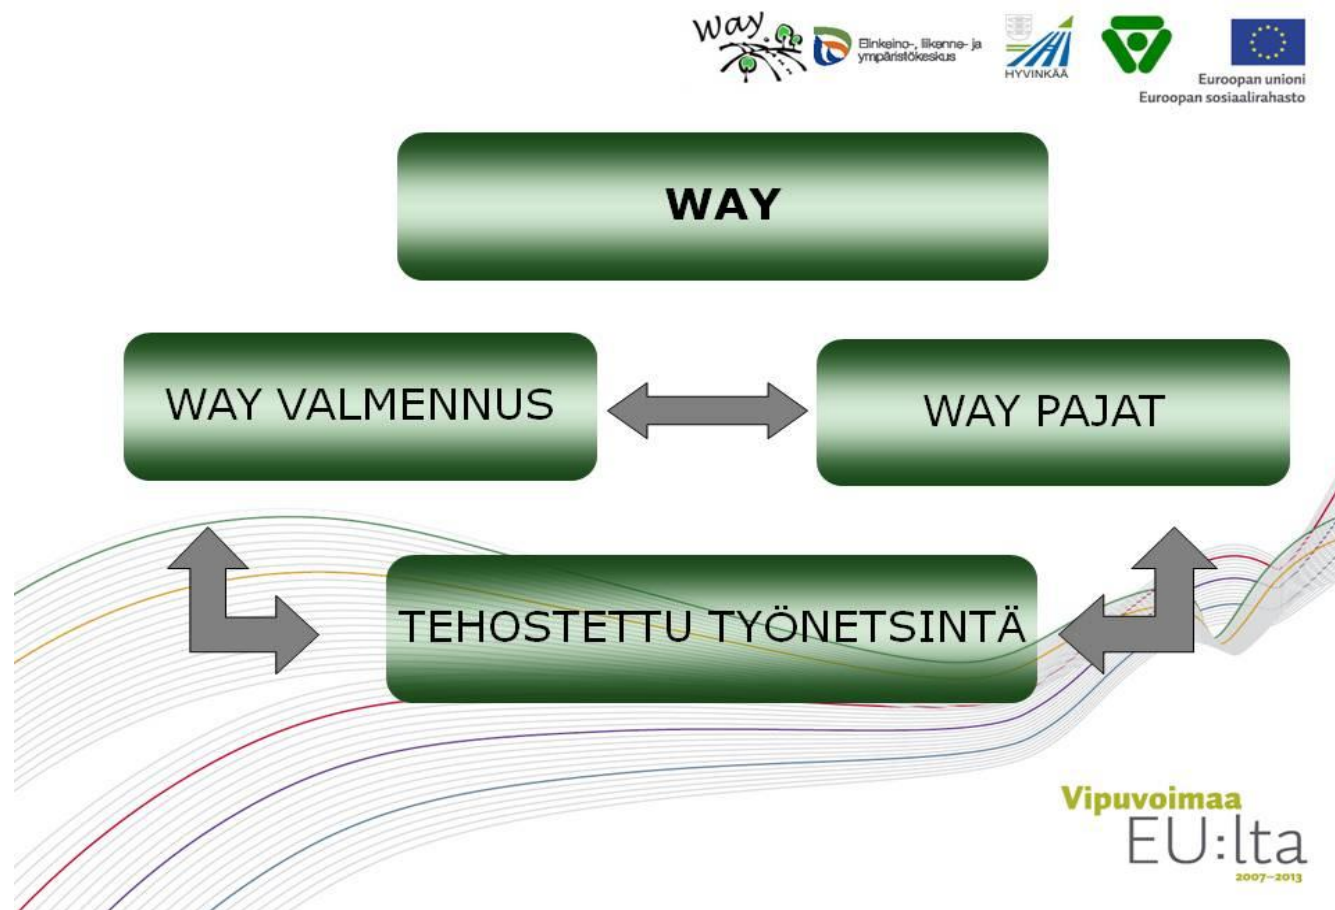 Way
Elinkeino-, liikenne- ja
ympäristökeskus
HYVINKÄÄ
Euroopan unioni
Euroopan sosiaalirahasto
WAY
WAY VALMENNUS
WAY PAJAT
TEHOSTETTU TYÖNETSINTÄ
Vipuvoimaa
EU:lta
2007–2013